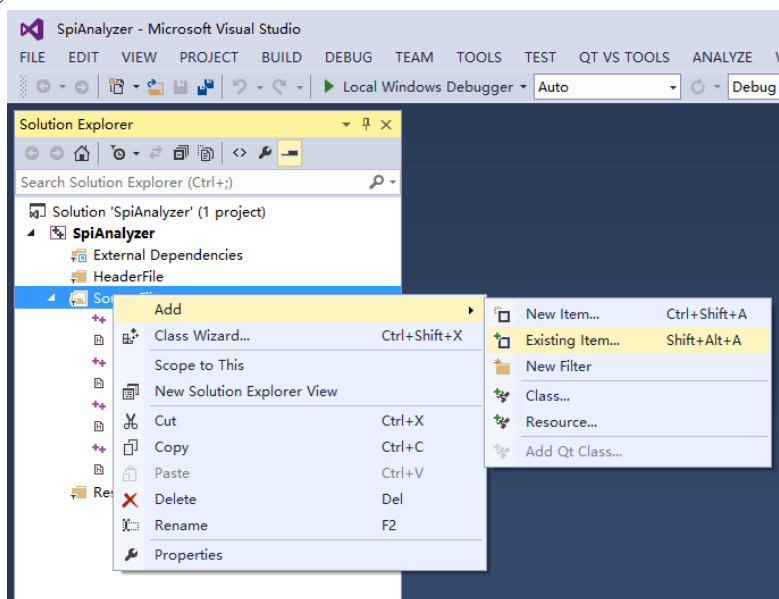 SpiAnalyzer - Microsoft Visual Studio
FILE EDIT VIEW PROJECT BUILD DEBUG TEAM TOOLS TEST QT VS TOOLS ANALYZE
Local Windows Debugger Auto Debug
Solution Explorer
Search Solution Explorer (Ctrl+;)
Solution 'SpiAnalyzer' (1 project)
SpiAnalyzer
External Dependencies
HeaderFile
Add
New Item... Ctrl+Shift+A
Class Wizard... Ctrl+Shift+X
Existing Item... Shift+Alt+A
Scope to This
New Filter
New Solution Explorer View
Class...
Cut Ctrl+X
Resource...
Copy Ctrl+C
Add Qt Class...
Paste Ctrl+V
Delete Del
Rename F2
Properties